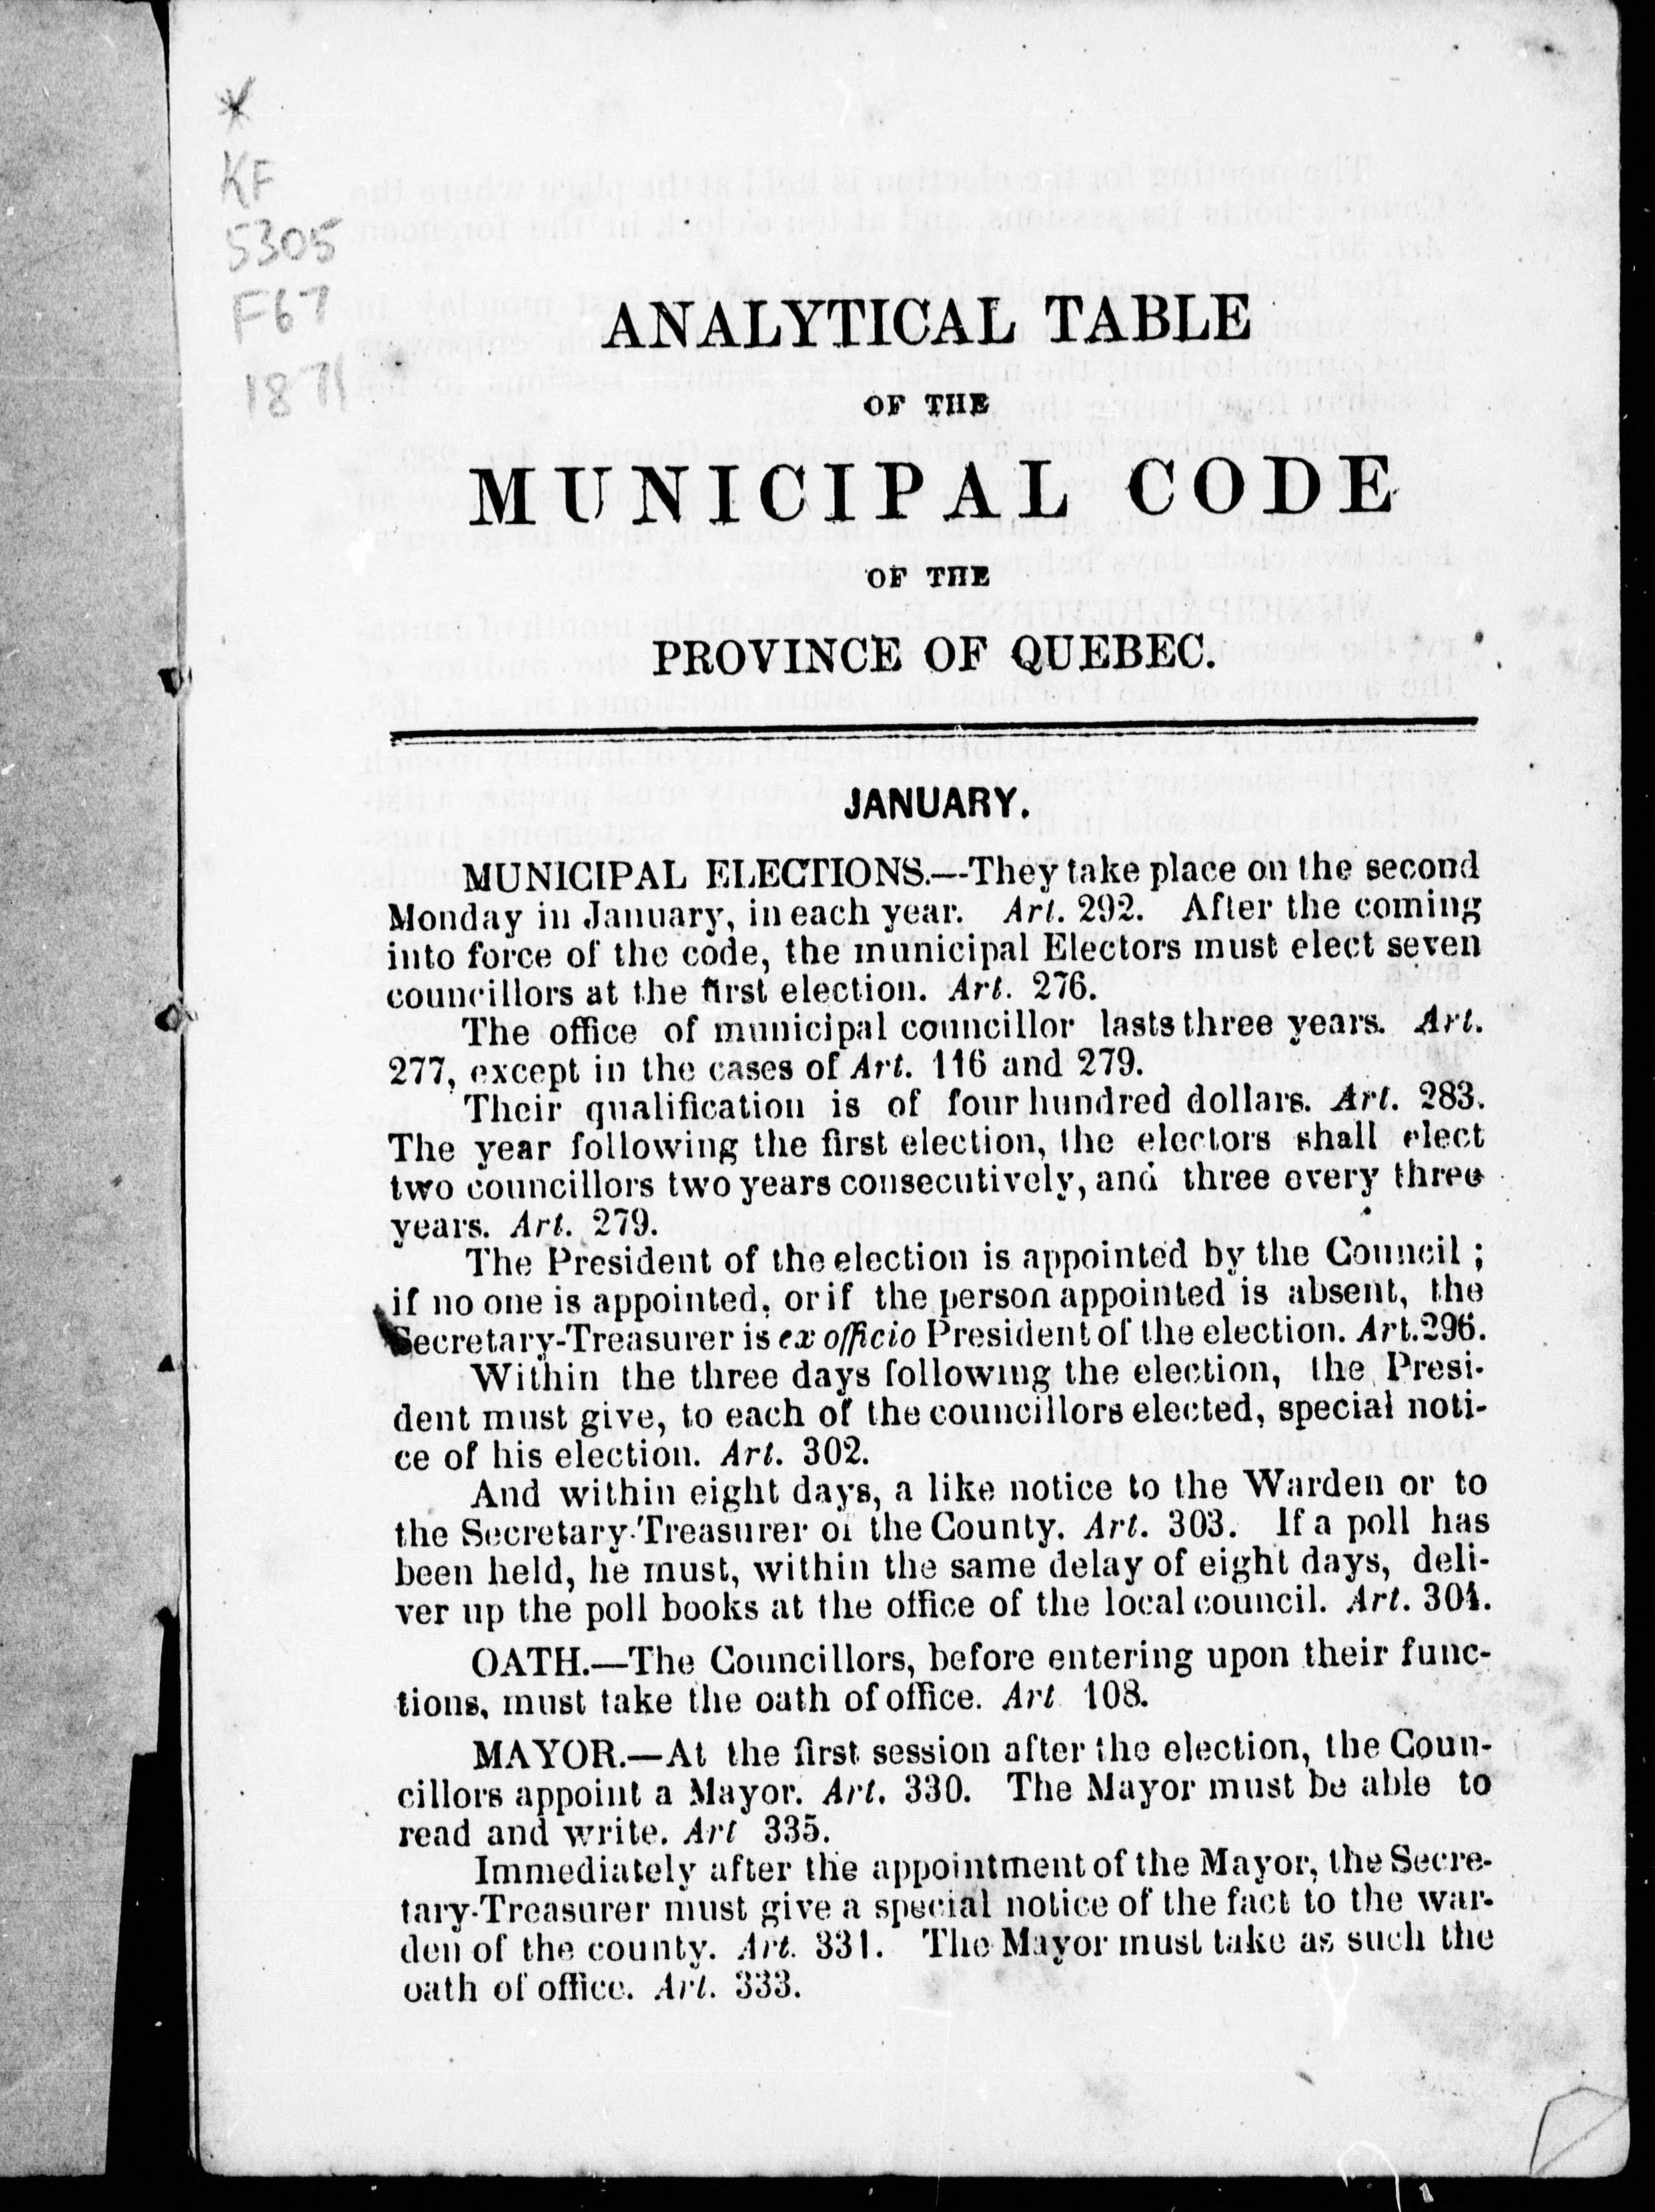 *
KF
5305
F67
1871
ANALYTICAL TABLE
OF THE
MUNICIPAL CODE
OF THE
PROVINCE OF QUEBEC.
JANUARY.
MUNICIPAL ELECTIONS.—They take place on the second
Monday in January, in each year. Art. 292. After the coming
into force of the code, the municipal Electors must elect seven
councillors at the first election. Art. 276.
The office of municipal councillor lasts three years. Art.
277, except in the cases of Art. 116 and 279.
Their qualification is of four hundred dollars. Art. 283.
The year following the first election, the electors shall elect
two councillors two years consecutively, and three every three
years. Art. 279.
The President of the election is appointed by the Council ;
if no one is appointed, or if the person appointed is absent, the
Secretary-Treasurer is ex officio President of the election. Art. 296.
Within the three days following the election, the Presi-
dent must give, to each of the councillors elected, special noti-
ce of his election. Art. 302.
And within eight days, a like notice to the Warden or to
the Secretary-Treasurer of the County. Art. 303. If a poll has
been held, he must, within the same delay of eight days, deli-
ver up the poll books at the office of the local council. Art. 304.
OATH.—The Councillors, before entering upon their func-
tions, must take the oath of office. Art 108.
MAYOR.—At the first session after the election, the Coun-
cillors appoint a Mayor. Art. 330. The Mayor must be able to
read and write. Art 335.
Immediately after the appointment of the Mayor, the Secre-
tary-Treasurer must give a special notice of the fact to the war-
den of the county. Art. 331. The Mayor must take as such the
oath of office. Art. 333.